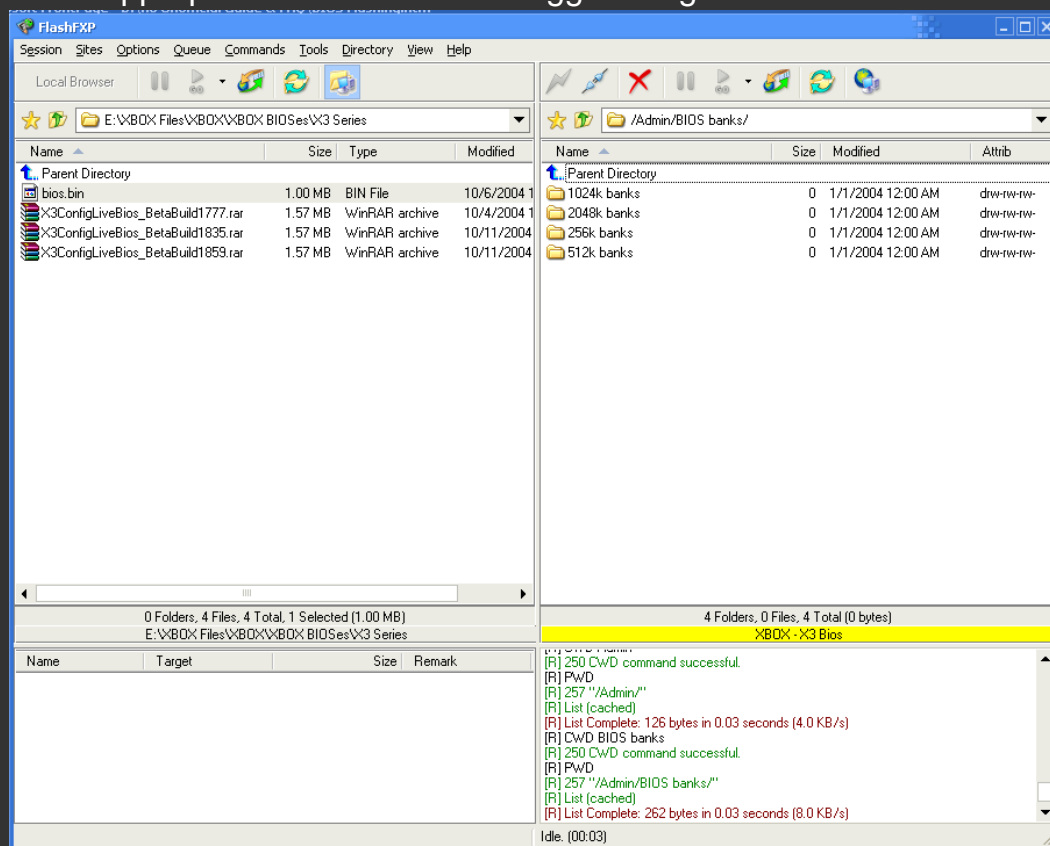 FlashFXP
Session Sites Options Queue Commands Tools Directory View Help
Local Browser
E:\XBOX Files\XBOX\XBOX BIOSes\X3 Series
Name Size Type Modified
Parent Directory
bios.bin 1.00 MB BIN File 10/6/2004 1
X3ConfigLiveBios_BetaBuild1777.rar 1.57 MB WinRAR archive 10/4/2004 1
X3ConfigLiveBios_BetaBuild1835.rar 1.57 MB WinRAR archive 10/11/2004
X3ConfigLiveBios_BetaBuild1859.rar 1.57 MB WinRAR archive 10/11/2004
0 Folders, 4 Files, 4 Total, 1 Selected (1.00 MB)
E:\XBOX Files\XBOX\XBOX BIOSes\X3 Series
Name Target Size Remark
/Admin/BIOS banks/
Name Size Modified Attrib
Parent Directory
1024k banks 0 1/1/2004 12:00 AM drw-rw-rw-
2048k banks 0 1/1/2004 12:00 AM drw-rw-rw-
256k banks 0 1/1/2004 12:00 AM drw-rw-rw-
512k banks 0 1/1/2004 12:00 AM drw-rw-rw-
4 Folders, 0 Files, 4 Total (0 bytes)
XBOX - X3 Bios
[R] 250 CWD command successful.
[R] PWD
[R] 257 "/Admin/"
[R] List (cached)
[R] List Complete: 126 bytes in 0.03 seconds (4.0 KB/s)
[R] CWD BIOS banks
[R] 250 CWD command successful.
[R] PWD
[R] 257 "/Admin/BIOS banks/"
[R] List (cached)
[R] List Complete: 262 bytes in 0.03 seconds (8.0 KB/s)
Idle. (00:03)